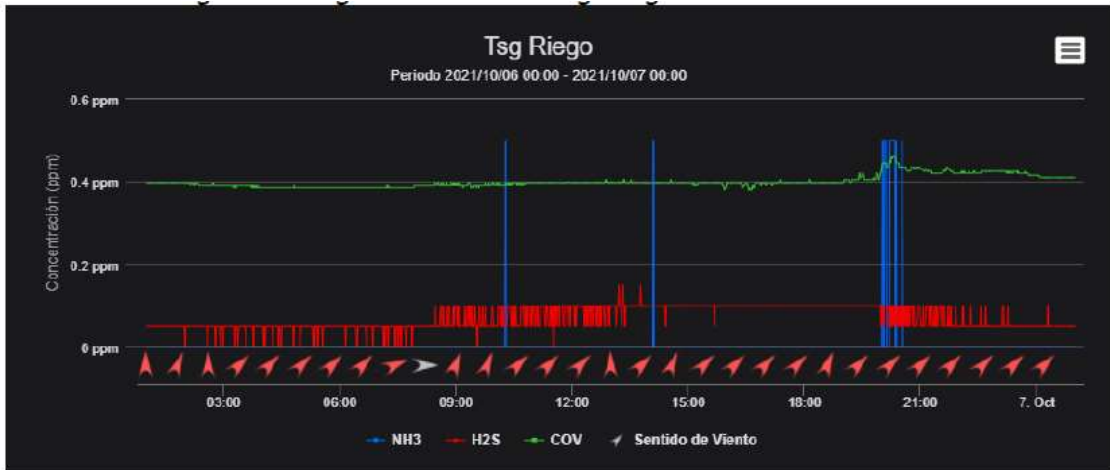 Tsg Riego
Periodo 2021/10/06 00:00 - 2021/10/07 00:00
Concentración (ppm)
0.6 ppm
0.4 ppm
0.2 ppm
0 ppm
03:00 06:00 09:00 12:00 15:00 18:00 21:00 7. Oct
NH3 H2S COV Sentido de Viento